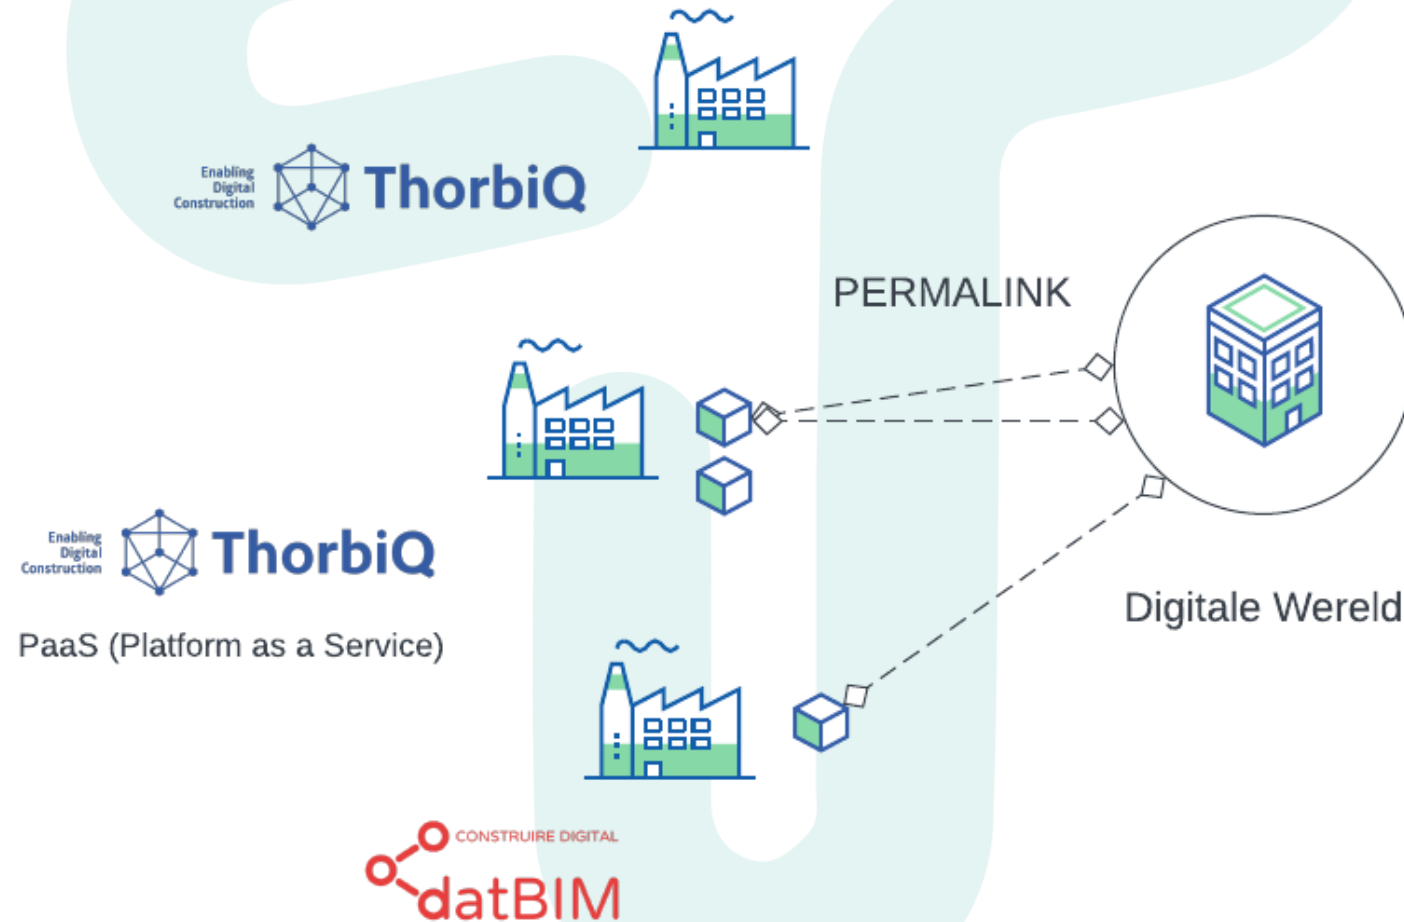 Enabling
Digital
Construction
ThorbiQ
PERMALINK
Enabling
Digital
Construction
ThorbiQ
PaaS (Platform as a Service)
Digitale Wereld
CONSTRUIRE DIGITAL
datBIM